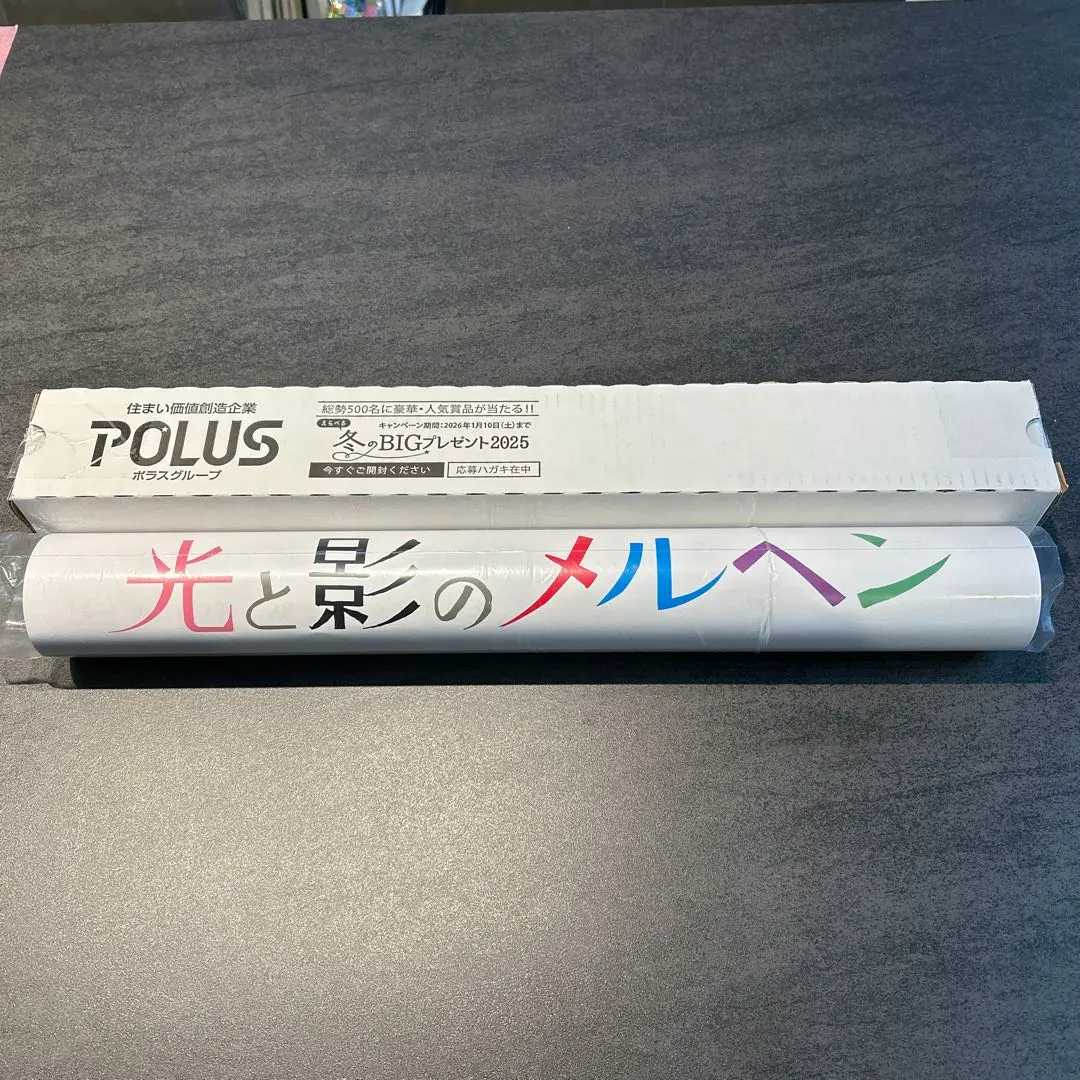 住まい価値創造企業
POLUS
ポラスグループ
総勢500名に豪華・人気賞品が当たる!!
えらべる
キャンペーン期間:2026年1月10日(土)まで
冬のBIGプレゼント2025
今すぐご開封ください
応募ハガキ在中
光と影のメルヘン